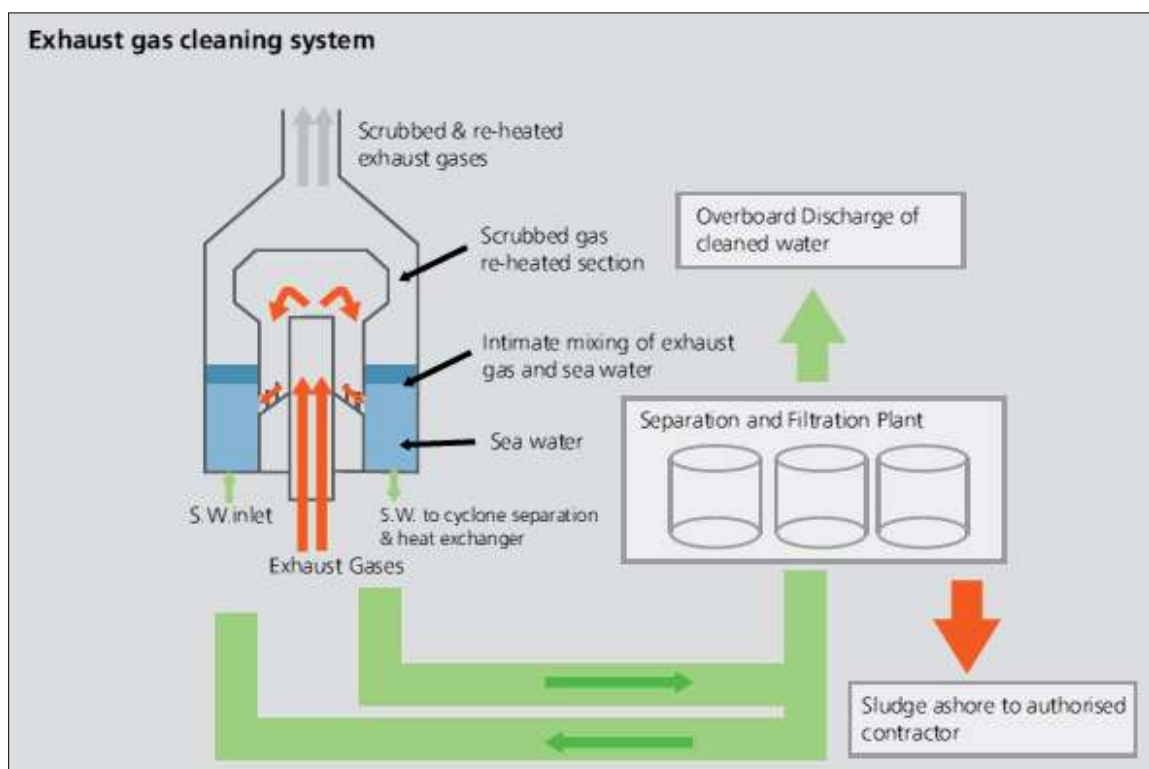 Exhaust gas cleaning system
Scrubbed & re-heated
exhaust gases
Scrubbed gas
re-heated section
Intimate mixing of exhaust
gas and sea water
Sea water
S.W.inlet
S.W. to cyclone separation
& heat exchanger
Exhaust Gases
Overboard Discharge of
cleaned water
Separation and Filtration Plant
Sludge ashore to authorised
contractor